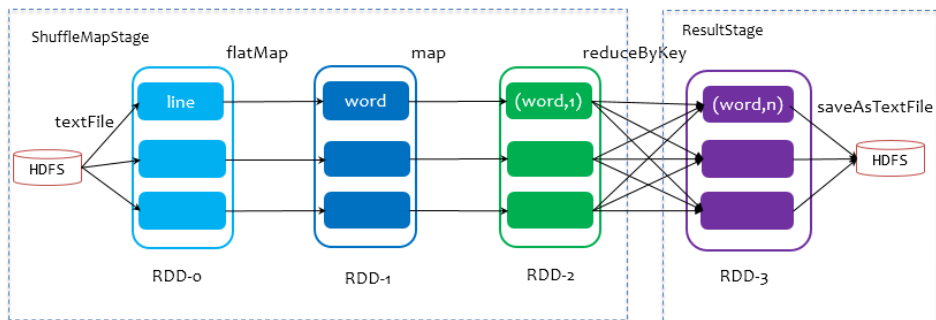 ShuffleMapStage
ResultStage
flatMap
map
reduceByKey
line
word
(word,1)
(word,n)
textFile
saveAsTextFile
HDFS
HDFS
RDD-0
RDD-1
RDD-2
RDD-3